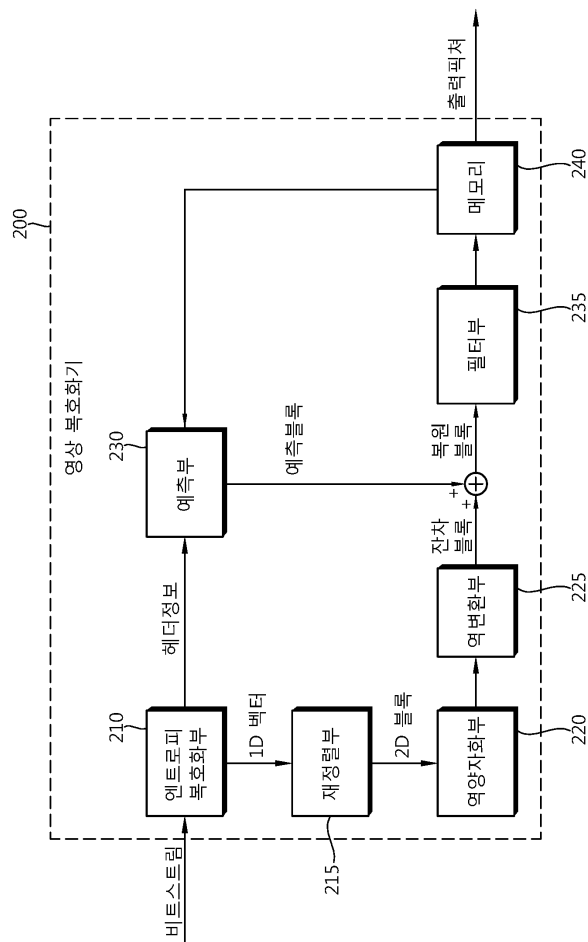 200
영상 복호화기
비트스트림
210
엔트로피
복호화부
헤더정보
230
예측부
1D 벡터
예측블록
재정렬부
215
2D 블록
역양자화부
220
역변환부
225
잔차
블록
+
+
복원
블록
필터부
235
메모리
240
출력픽쳐